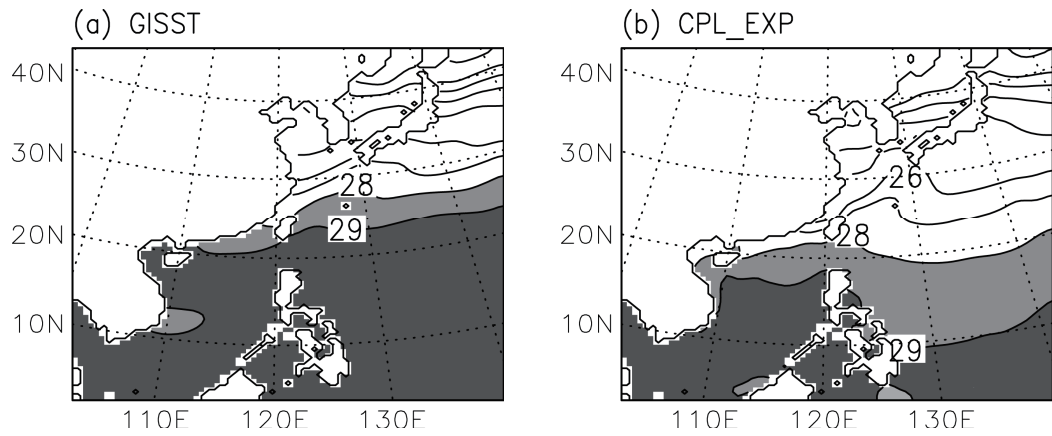 (a) GISST
40N
30N
20N
10N
28
29
110E 120E 130E
(b) CPL_EXP
40N
30N
20N
10N
26
28
29
110E 120E 130E